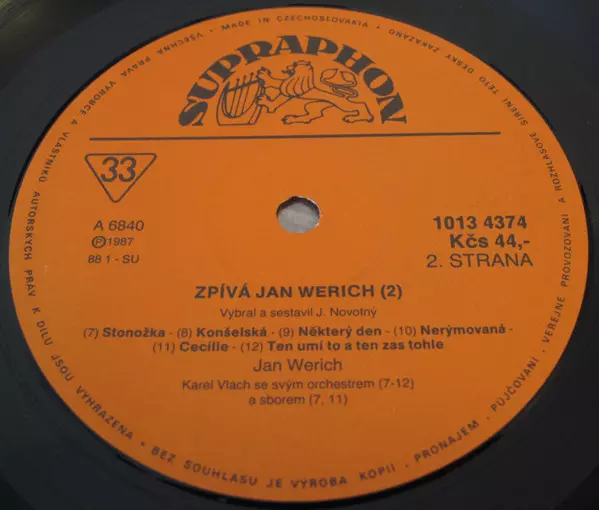 VŠECHNA PRÁVA VÝROBCE A VLASTNÍKŮ AUTORSKÝCH PRÁV K DÍLU JSOU VYHRAZENA • BEZ SOUHLASU JE VÝROBA KOPIÍ, PRONÁJEM, PŮJČOVÁNÍ, VEŘEJNÉ PROVOZOVÁNÍ A ROZHLASOVÉ ŠÍŘENÍ TÉTO DESKY ZAKÁZÁNO • MADE IN CZECHOSLOVAKIA •
SUPRAPHON
33
A 6840
Ⓟ1987
88 1 - SU
1013 4374
Kčs 44,-
2. STRANA
ZPÍVÁ JAN WERICH (2)
Vybral a sestavil J. Novotný
(7) Stonožka - (8) Konšelská - (9) Některý den - (10) Nerýmovaná -
(11) Cecílie - (12) Ten umí to a ten zas tohle
Jan Werich
Karel Vlach se svým orchestrem (7-12)
a sborem (7, 11)